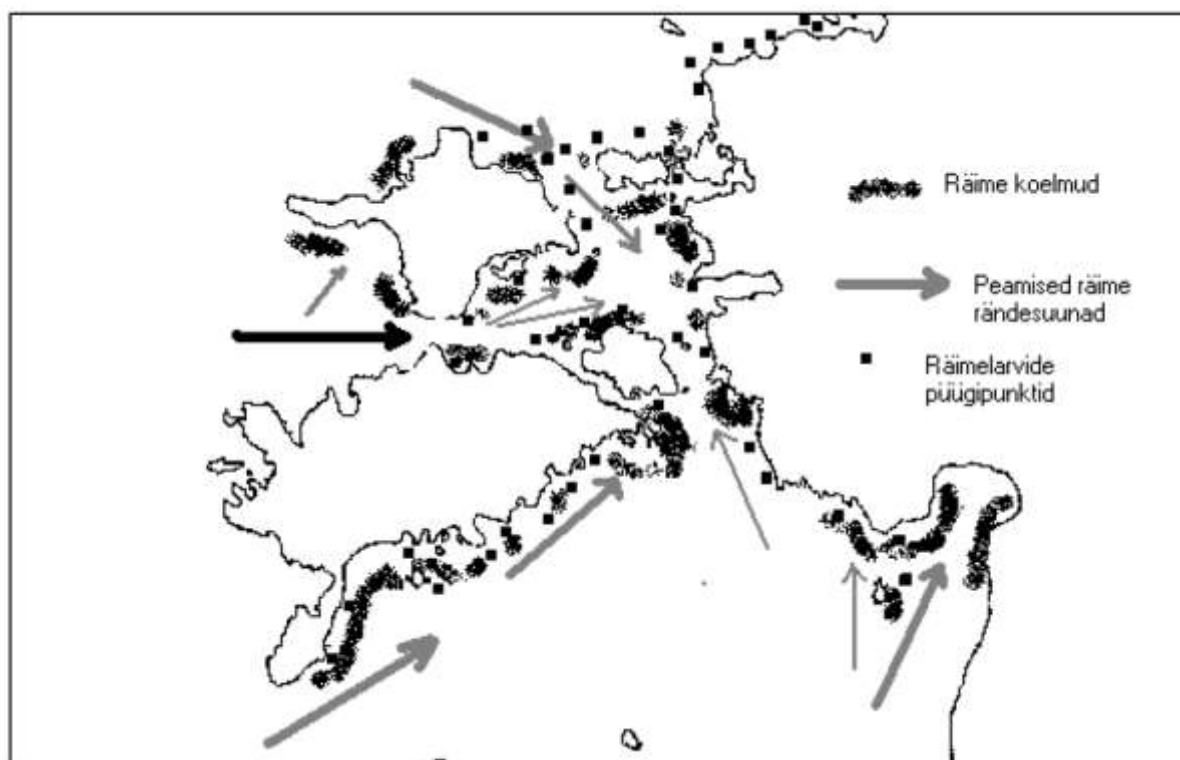 Räime koelmud
Peamised räime
rändesuunad
Räimelarvide
püügipunktid